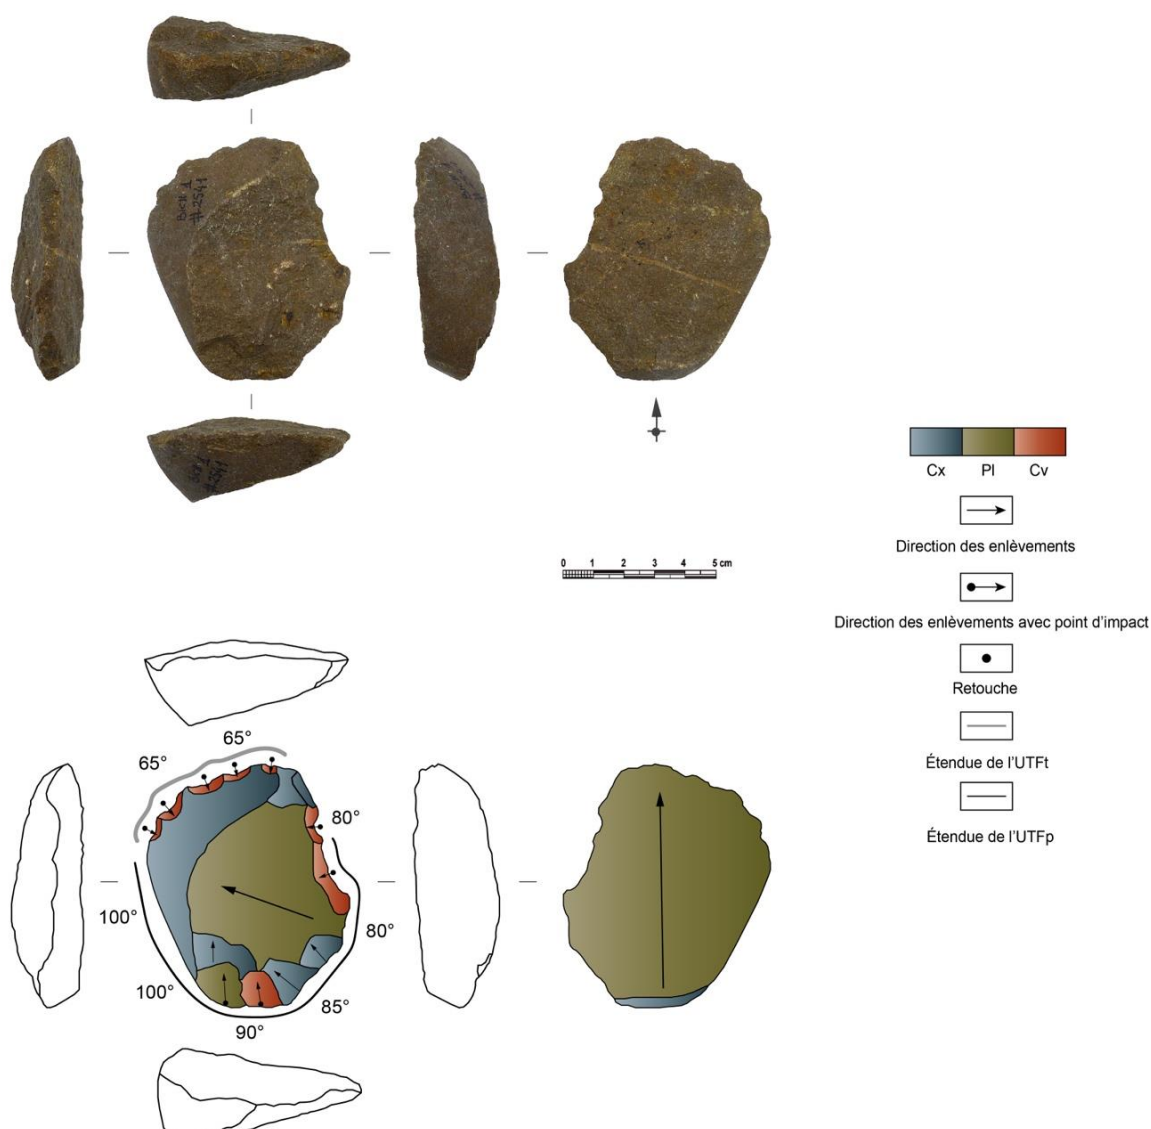 #2541
Cx Pl Cv
Direction des enlèvements
0 1 2 3 4 5 cm
Direction des enlèvements avec point d'impact
Retouche
Étendue de l'UTFt
Étendue de l'UTFp
65°
65°
80°
100°
80°
100°
85°
90°